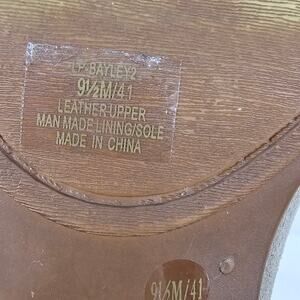 LP-BAYLEY2
9½M/41
LEATHER UPPER
MAN MADE LINING/SOLE
MADE IN CHINA
9½M/41